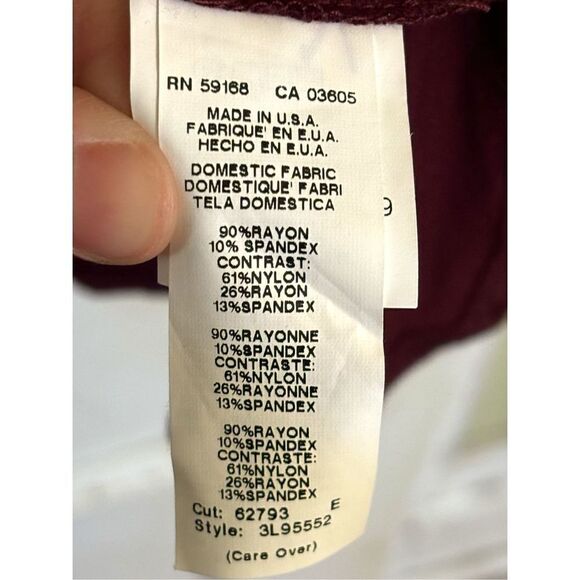 RN 59168 CA 03605
MADE IN U.S.A.
FABRIQUE' EN E.U.A.
HECHO EN E.U.A.
DOMESTIC FABRIC
DOMESTIQUE' FABRI
TELA DOMESTICA
9
90%RAYON
10% SPANDEX
CONTRAST:
61%NYLON
26%RAYON
13%SPANDEX
90%RAYONNE
10%SPANDEX
CONTRASTE:
61%NYLON
26%RAYONNE
13%SPANDEX
90%RAYON
10%SPANDEX
CONTRASTE:
61%NYLON
26%RAYON
13%SPANDEX
Cut: 62793 E
Style: 3L95552
(Care Over)